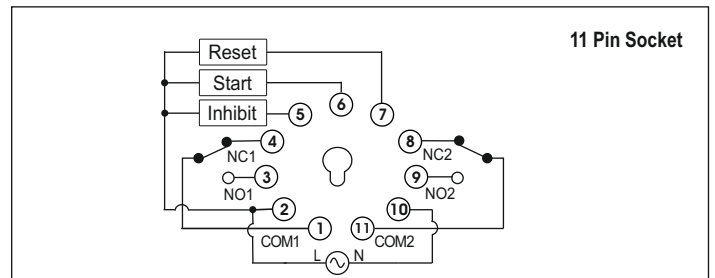 11 Pin Socket
Reset
Start
Inhibit
5
6
7
4
NC1
8
NC2
3
NO1
9
NO2
2
10
COM1
1
11
COM2
L
N